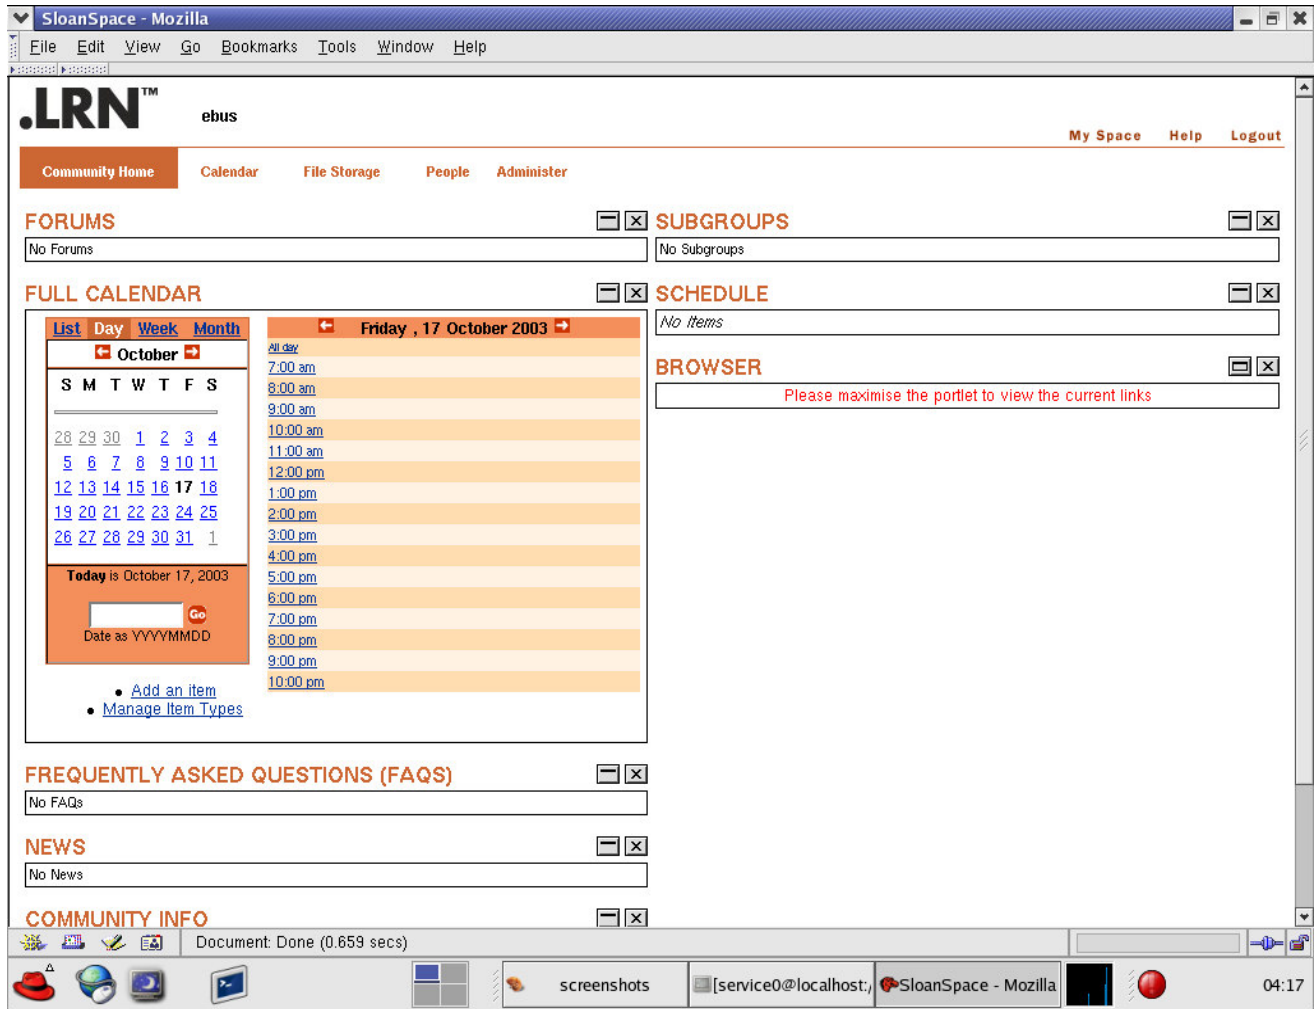 SloanSpace - Mozilla
File Edit View Go Bookmarks Tools Window Help
.LRN™ ebus
My Space Help Logout
Community Home Calendar File Storage People Administer
FORUMS
No Forums
SUBGROUPS
No Subgroups
FULL CALENDAR
List Day Week Month
October
S M T W T F S
28 29 30 1 2 3 4
5 6 7 8 9 10 11
12 13 14 15 16 17 18
19 20 21 22 23 24 25
26 27 28 29 30 31 1
Today is October 17, 2003
Go
Date as YYYYMMDD
Add an item
Manage Item Types
Friday , 17 October 2003
All day
7:00 am
8:00 am
9:00 am
10:00 am
11:00 am
12:00 pm
1:00 pm
2:00 pm
3:00 pm
4:00 pm
5:00 pm
6:00 pm
7:00 pm
8:00 pm
9:00 pm
10:00 pm
SCHEDULE
No Items
BROWSER
Please maximise the portlet to view the current links
FREQUENTLY ASKED QUESTIONS (FAQS)
No FAQs
NEWS
No News
COMMUNITY INFO
Document: Done (0.659 secs)
screenshots [service0@localhost:/ SloanSpace - Mozilla 04:17